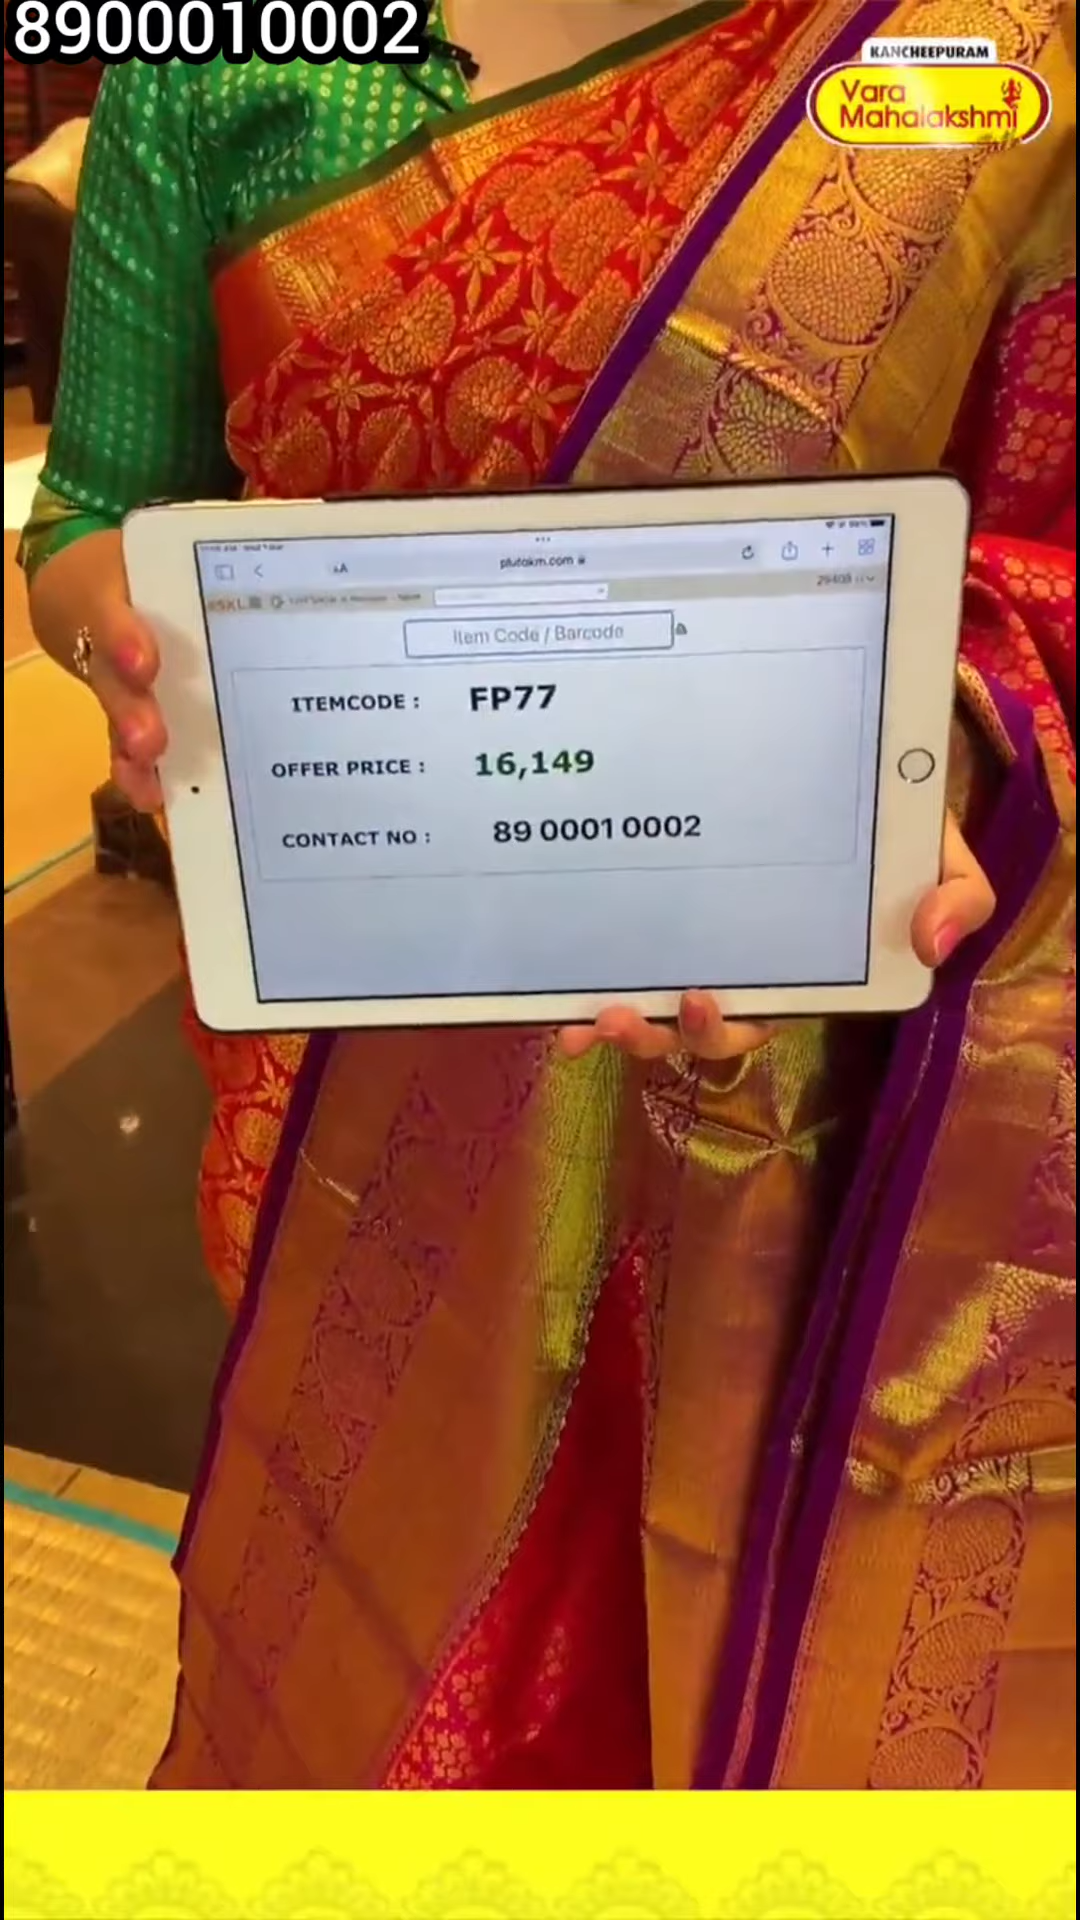 8900010002
KANCHEEPURAM
Vara
Mahalakshmi
AA
plutokm.com
Item Code / Barcode
ITEMCODE : FP77
OFFER PRICE : 16,149
CONTACT NO : 89 0001 0002